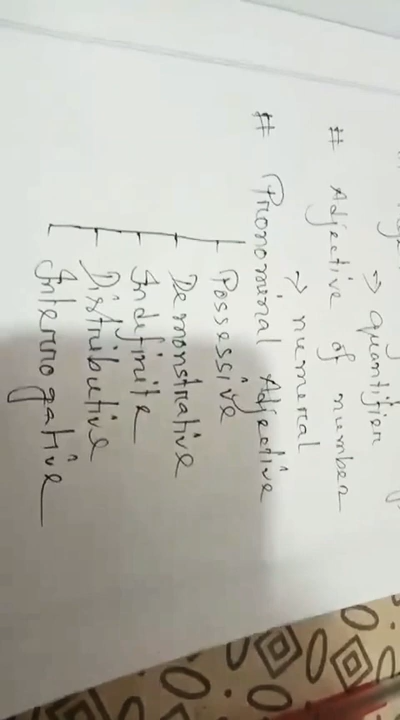 → quantifier
# Adjective of number
→ numeral
# Pronominal Adjective
Possessive
Demonstrative
Indefinite
Distributive
Interrogative